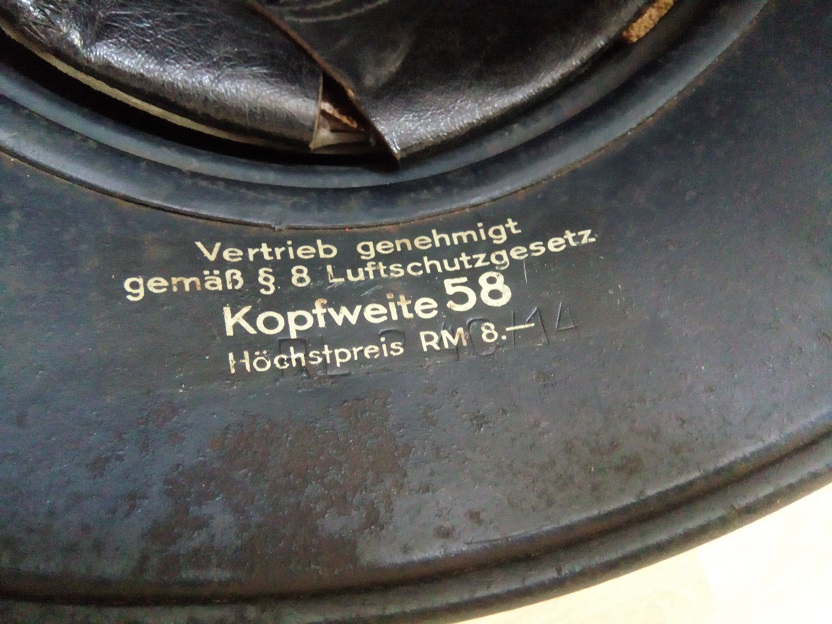 Vertrieb genehmigt
gemäß § 8 Luftschutzgesetz
Kopfweite 58
Höchstpreis RM 8.—